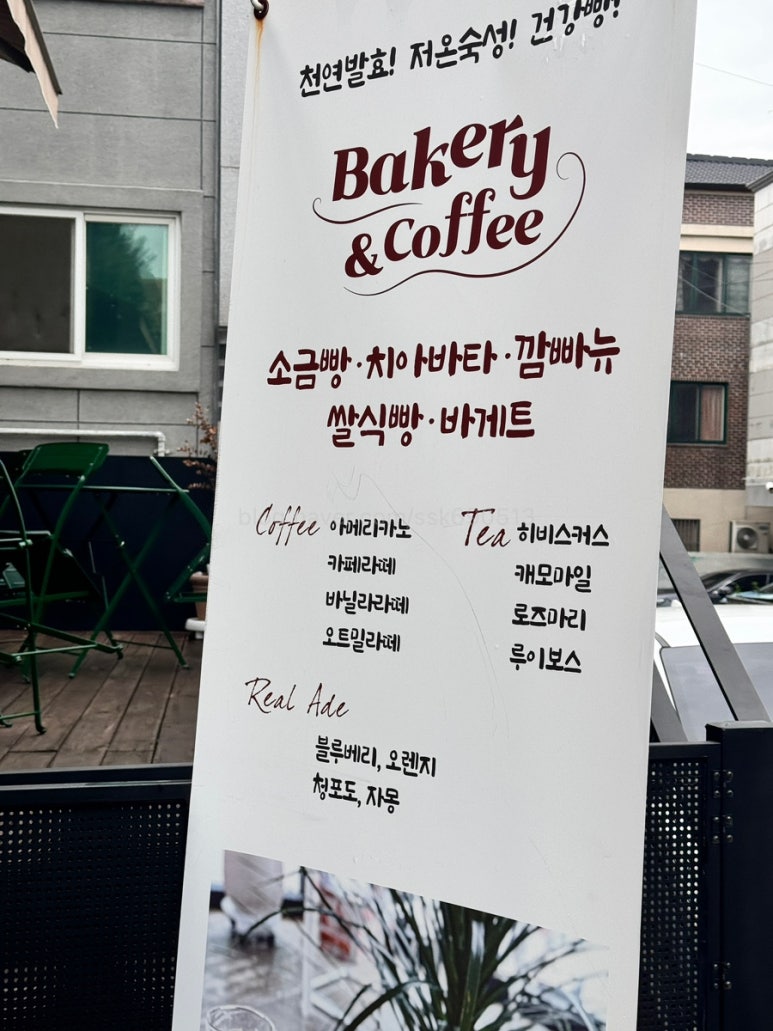 천연발효! 저온숙성! 건강빵!
Bakery
&Coffee
소금빵·치아바타·깜빠뉴
쌀식빵·바게트
Coffee 아메리카노
카페라떼
바닐라라떼
오트밀라떼
Tea 히비스커스
캐모마일
로즈마리
루이보스
Real Ade
블루베리, 오렌지
청포도, 자몽